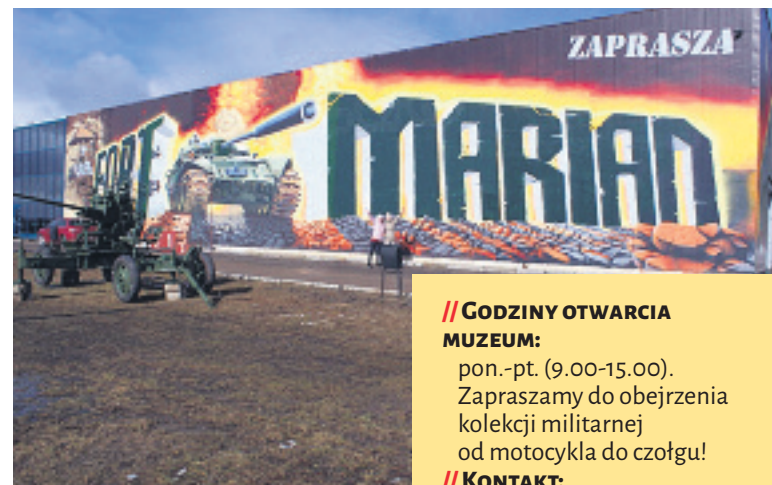 ZAPRASZA
FORT MARIAN
// GODZINY OTWARCIA
MUZEUM:
pon.-pt. (9.00-15.00).
Zapraszamy do obejrzenia
kolekcji militarnej
od motocykla do czołgu!
// KONTAKT: